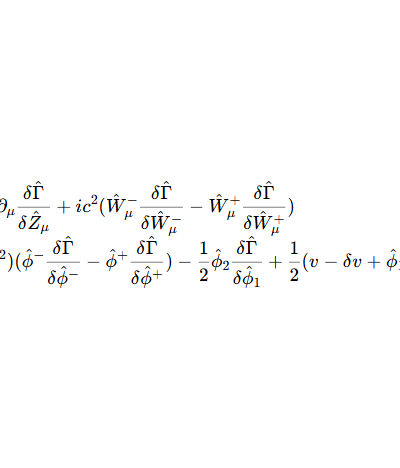 ∂_μ δΓ̂/δẐ_μ + ic²(Ŵ_μ^− δΓ̂/δŴ_μ^− − Ŵ_μ^+ δΓ̂/δŴ_μ^+)
²)(φ̂^− δΓ̂/δφ̂^− − φ̂^+ δΓ̂/δφ̂^+) − 1/2 φ̂_2 δΓ̂/δφ̂_1 + 1/2 (v − δv + φ̂